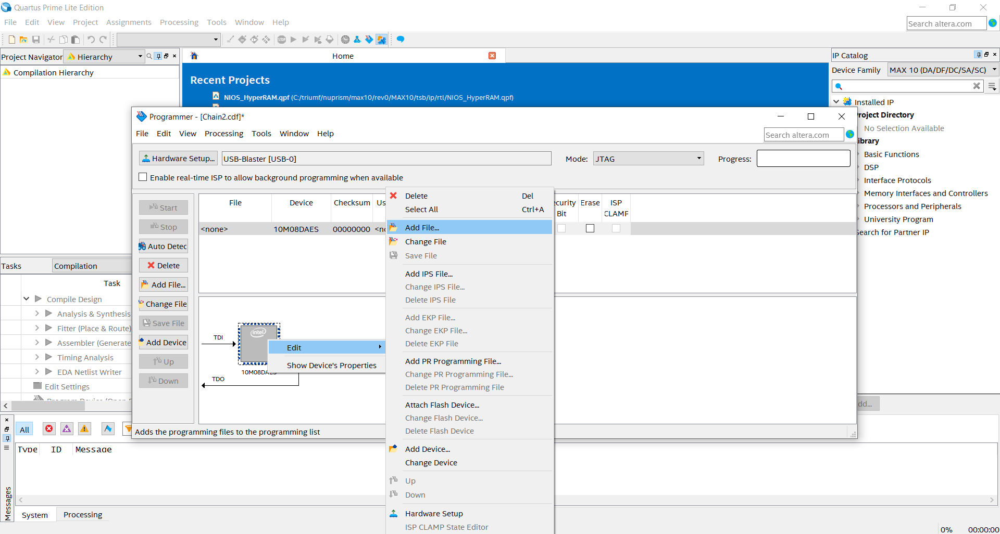 Quartus Prime Lite Edition
File Edit View Project Assignments Processing Tools Window Help
Search altera.com
Project Navigator Hierarchy
Home
IP Catalog
Compilation Hierarchy
Device Family MAX 10 (DA/DF/DC/SA/SC)
Recent Projects
NIOS_HyperRAM.qpf (C:/triumf/nuprism/max10/rev0/MAX10/tsb/ip/rtl/NIOS_HyperRAM.qpf)
Installed IP
roject Directory
No Selection Available
ibrary
Basic Functions
DSP
Interface Protocols
Memory Interfaces and Controllers
Processors and Peripherals
University Program
earch for Partner IP
dd...
Programmer - [Chain2.cdf]*
File Edit View Processing Tools Window Help
Search altera.com
Hardware Setup... USB-Blaster [USB-0] Mode: JTAG Progress:
Enable real-time ISP to allow background programming when available
Start
Stop
Auto Detec
Delete
Add File...
Change File
Save File
Add Device
Up
Down
File Device Checksum Us curity Bit Erase ISP CLAMP
<none> 10M08DAES 00000000 <no
TDI
intel
10M08DAES
TDO
Edit
Show Device's Properties
Delete Del
Select All Ctrl+A
Add File...
Change File
Save File
Add IPS File...
Change IPS File...
Delete IPS File
Add EKP File...
Change EKP File...
Delete EKP File
Add PR Programming File...
Change PR Programming File...
Delete PR Programming File
Attach Flash Device...
Change Flash Device...
Delete Flash Device
Add Device...
Change Device
Up
Down
Hardware Setup
ISP CLAMP State Editor
Adds the programming files to the programming list
Tasks Compilation
Task
Compile Design
Analysis & Synthesis
Fitter (Place & Route)
Assembler (Generate
Timing Analysis
EDA Netlist Writer
Edit Settings
Program Device (Open
All
Type ID Message
Messages
System Processing
0% 00:00:00